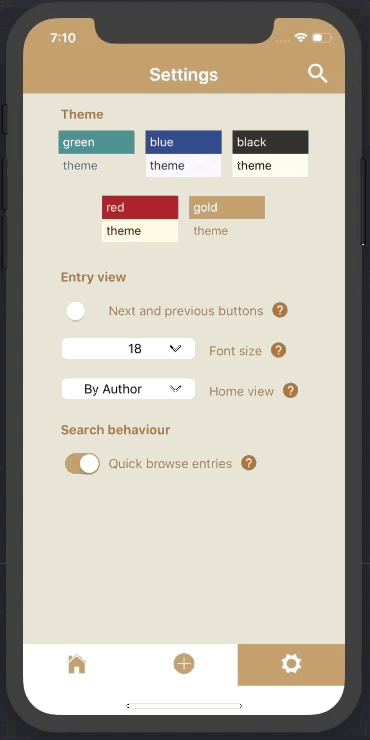 7:10
Settings
Theme
green blue black
theme theme theme
red gold
theme theme
Entry view
Next and previous buttons ?
18 Font size ?
By Author Home view ?
Search behaviour
Quick browse entries ?